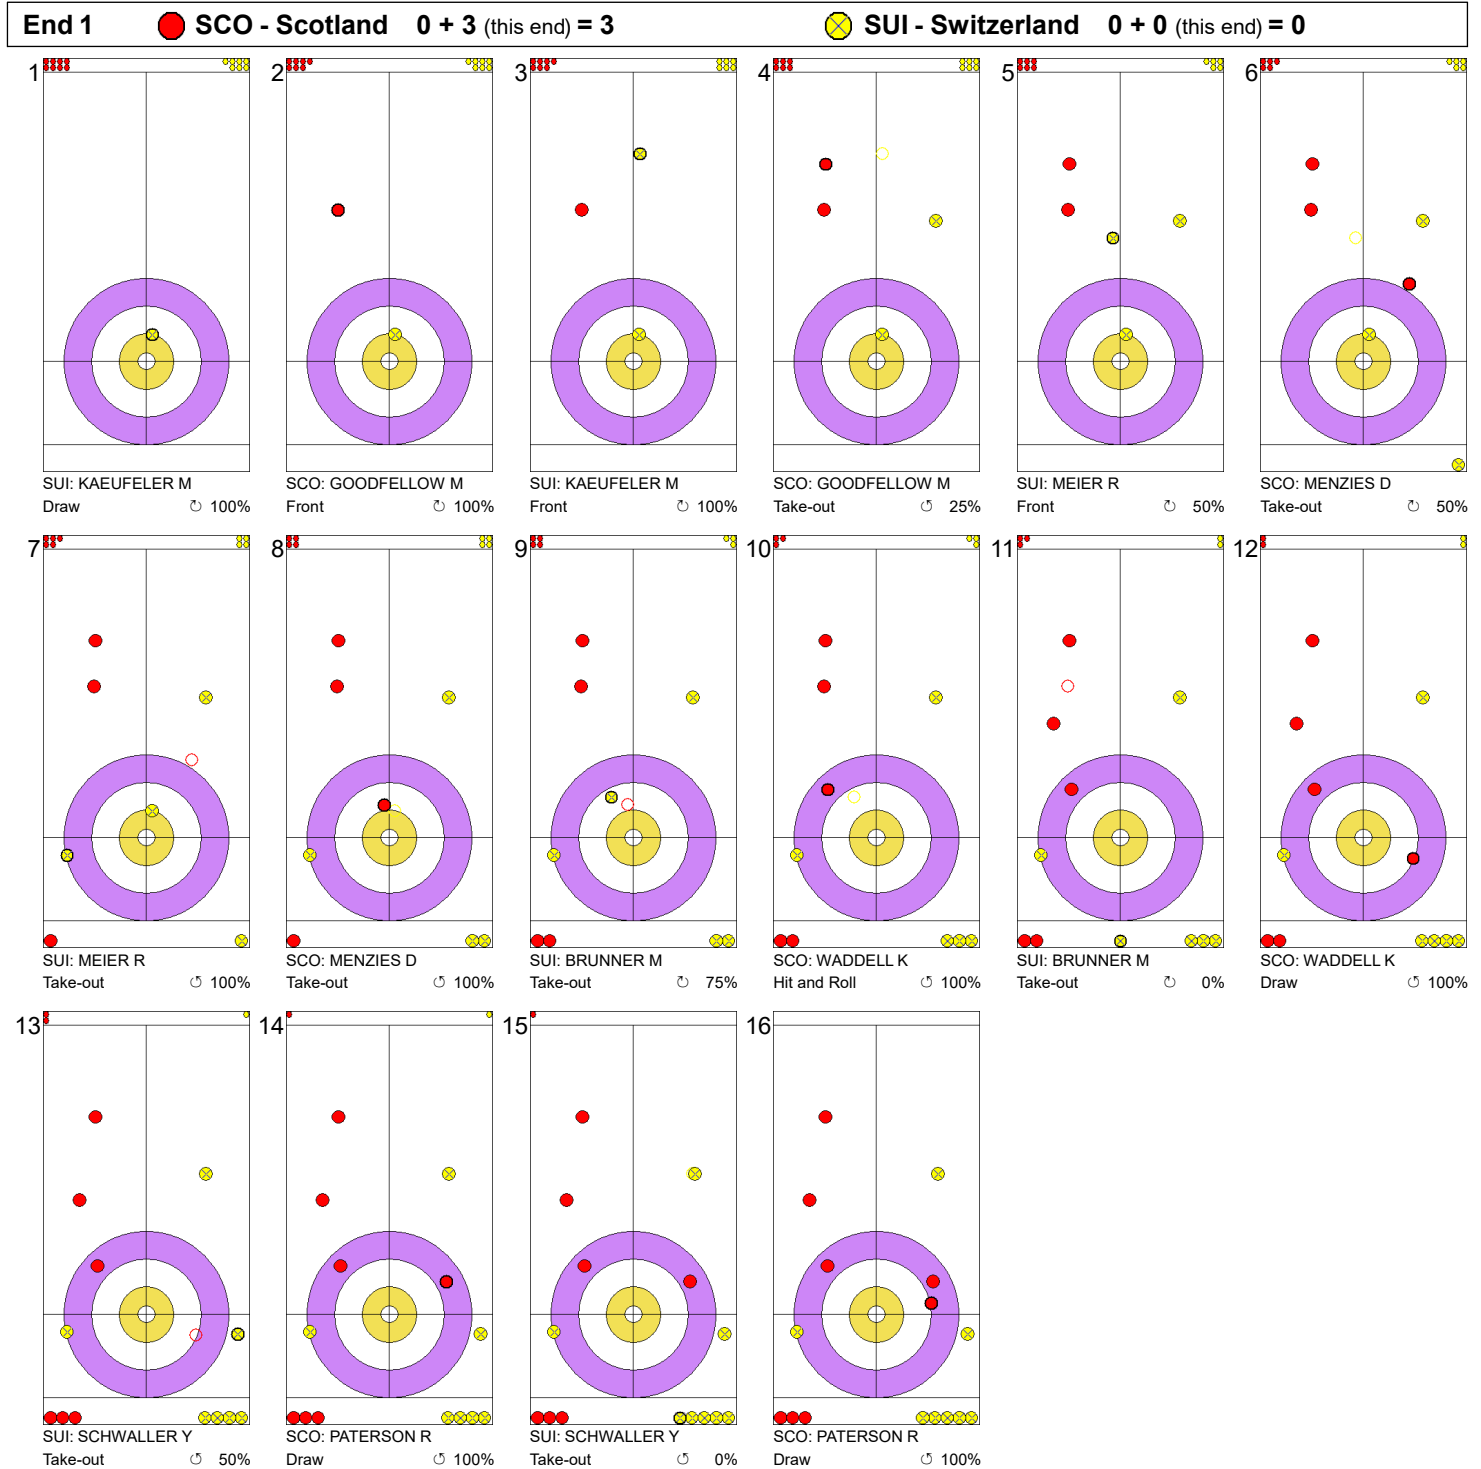 End 1 SCO - Scotland 0 + 3 (this end) = 3 SUI - Switzerland 0 + 0 (this end) = 0
1 2 3 4 5 6
SUI: KAEUFELER M SCO: GOODFELLOW M SUI: KAEUFELER M SCO: GOODFELLOW M SUI: MEIER R SCO: MENZIES D
Draw ↻ 100% Front ↻ 100% Front ↻ 100% Take-out ↺ 25% Front ↻ 50% Take-out ↻ 50%
7 8 9 10 11 12
SUI: MEIER R SCO: MENZIES D SUI: BRUNNER M SCO: WADDELL K SUI: BRUNNER M SCO: WADDELL K
Take-out ↺ 100% Take-out ↺ 100% Take-out ↻ 75% Hit and Roll ↺ 100% Take-out ↻ 0% Draw ↺ 100%
13 14 15 16
SUI: SCHWALLER Y SCO: PATERSON R SUI: SCHWALLER Y SCO: PATERSON R
Take-out ↺ 50% Draw ↺ 100% Take-out ↺ 0% Draw ↺ 100%